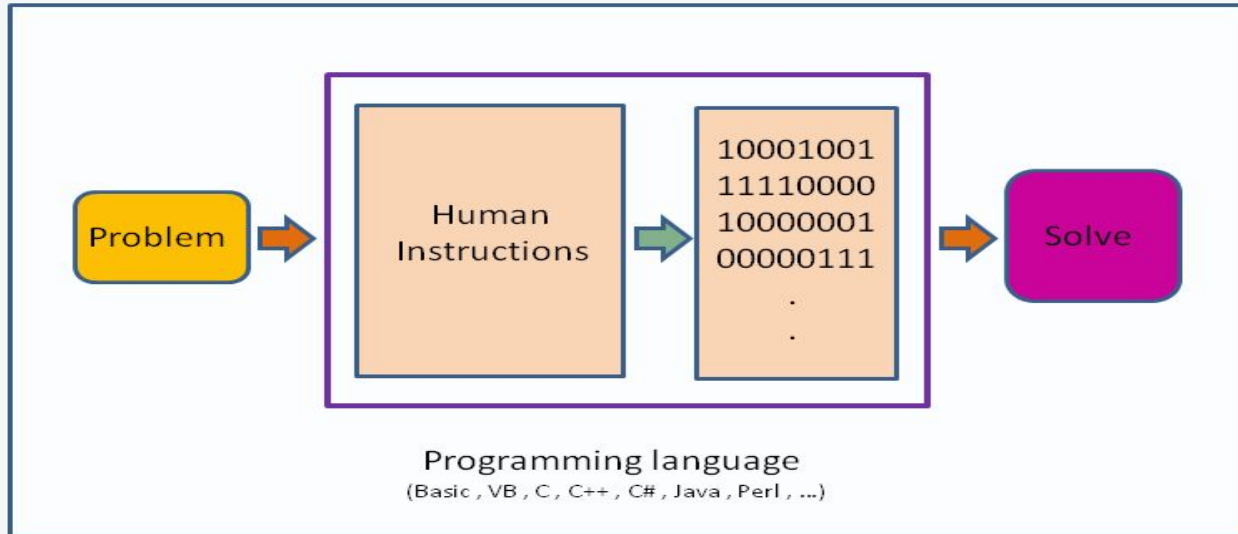 Problem
Human
Instructions
10001001
11110000
10000001
00000111
.
.
Solve
Programming language
(Basic , VB , C , C++ , C# , Java , Perl , ...)